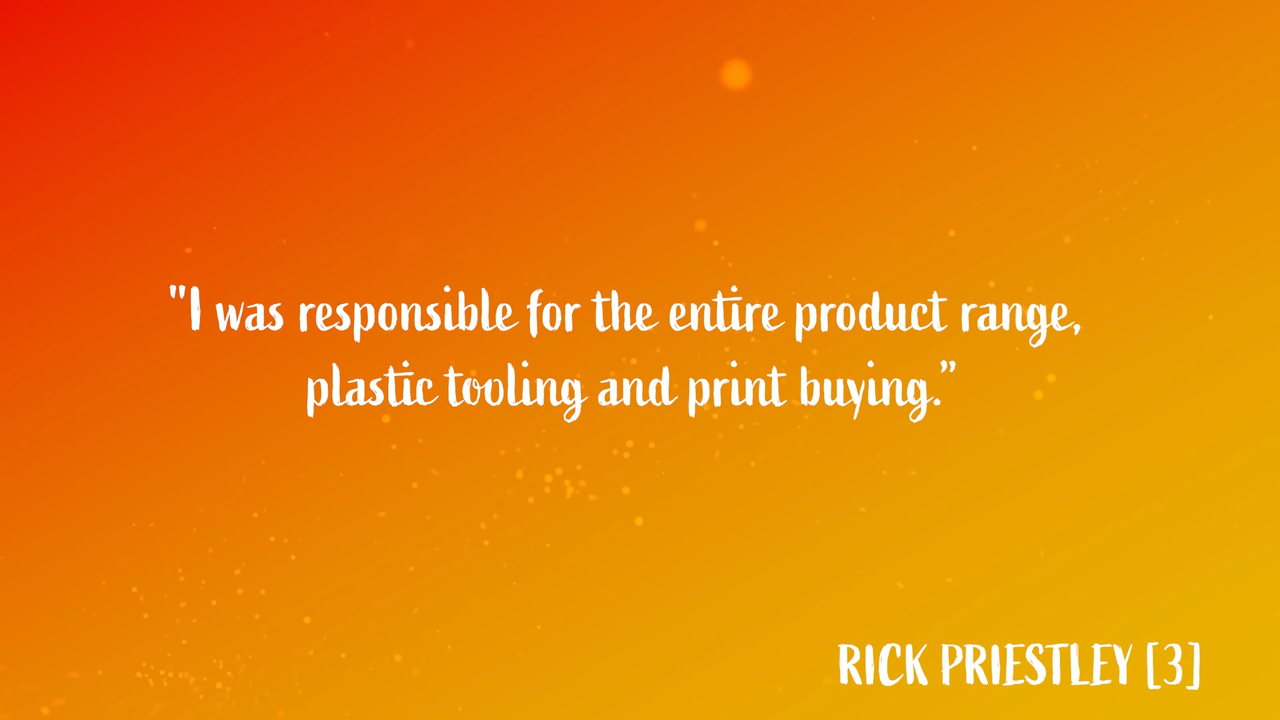 "I was responsible for the entire product range,
plastic tooling and print buying.”
RICK PRIESTLEY [3]